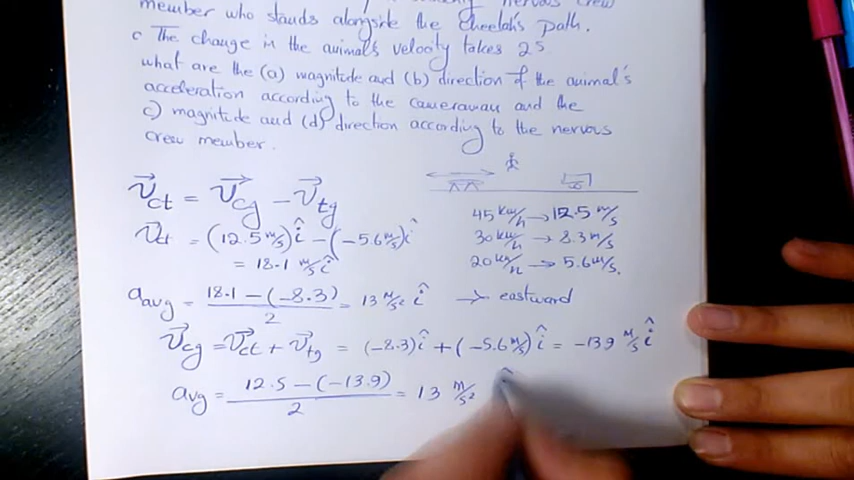 member who stands alongside the Cheetah's path.
c The change in the animal's velocity takes 2s
what are the (a) magnitude and (b) direction of the animal's
acceleration according to the cameraman and the
c) magnitude and (d) direction according to the nervous
crew member.
v⃗ct = v⃗cg − v⃗tg
v⃗ct = (12.5 m/s)î − (−5.6 m/s)î
= 18.1 m/s î
aavg = 18.1 − (−8.3) / 2 = 13 m/s² î → eastward
45 km/h → 12.5 m/s
30 km/h → 8.3 m/s
20 km/h → 5.6 m/s.
v⃗cg = v⃗ct + v⃗tg = (−8.3)î + (−5.6 m/s)î = −13.9 m/s î
avg = 12.5 − (−13.9) / 2 = 13 m/s²